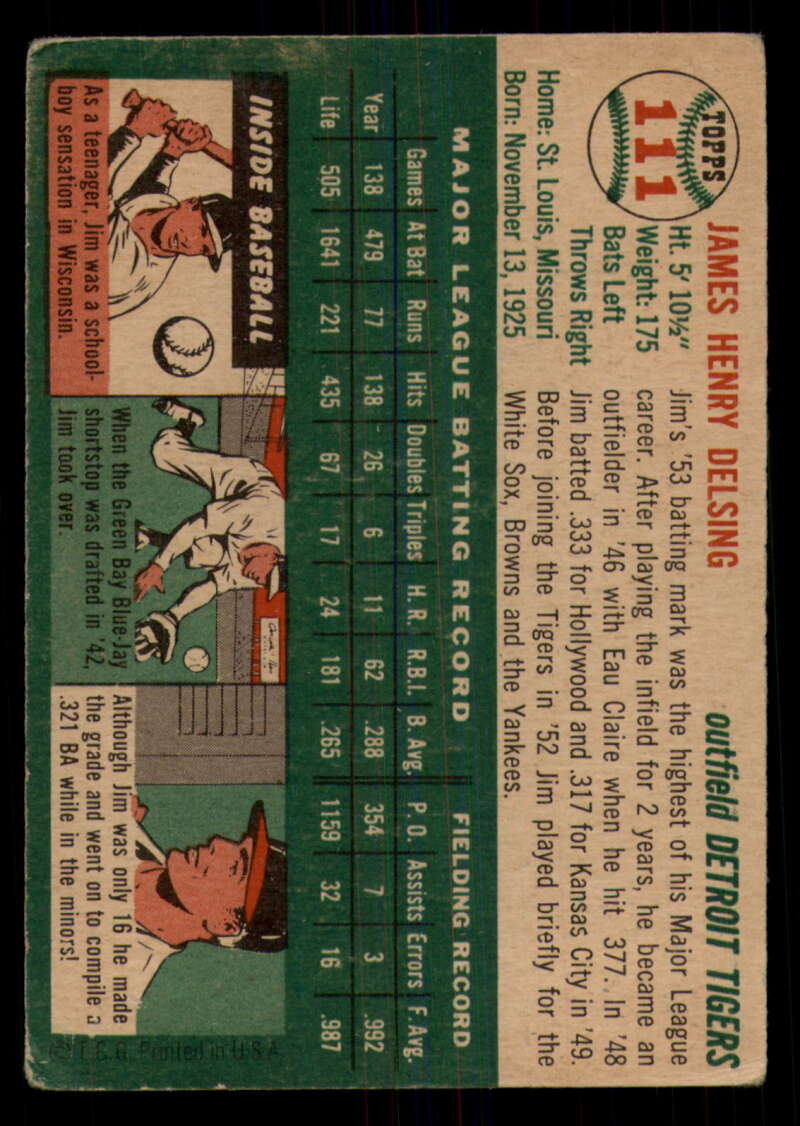 TOPPS
111
JAMES HENRY DELSING
outfield DETROIT TIGERS
Ht. 5' 10½"
Weight: 175
Bats Left
Throws Right
Home: St. Louis, Missouri
Born: November 13, 1925
Jim's '53 batting mark was the highest of his Major League
career. After playing the infield for 2 years, he became an
outfielder in '46 with Eau Claire when he hit 377. In '48
Jim batted .333 for Hollywood and .317 for Kansas City in '49.
Before joining the Tigers in '52 Jim played briefly for the
White Sox, Browns and the Yankees.
MAJOR LEAGUE BATTING RECORD FIELDING RECORD
Games At Bat Runs Hits Doubles Triples H. R. R.B.I. B. Avg. P. O. Assists Errors F. Avg.
Year 138 479 77 138 26 6 11 62 .288 354 7 3 .992
Life 505 1641 221 435 67 17 24 181 .265 1159 32 16 .987
INSIDE BASEBALL
As a teenager, Jim was a school-
boy sensation in Wisconsin.
When the Green Bay Blue-Jay
shortstop was drafted in '42,
Jim took over.
Although Jim was only 16 he made
the grade and went on to compile a
.321 BA while in the minors!
© T. C. G. Printed in U S A